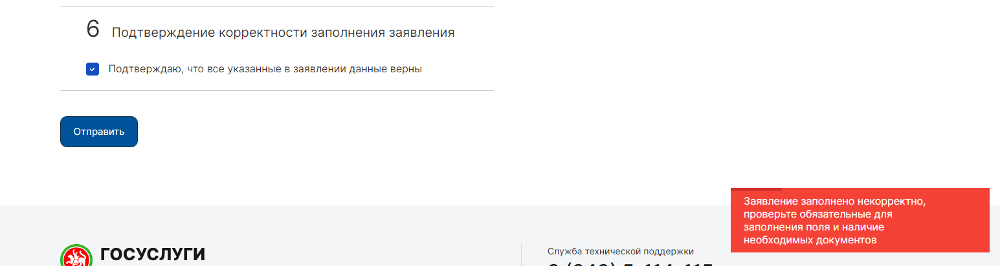 6 Подтверждение корректности заполнения заявления
Подтверждаю, что все указанные в заявлении данные верны
Отправить
Заявление заполнено некорректно,
проверьте обязательные для
заполнения поля и наличие
необходимых документов
ГОСУСЛУГИ
Служба технической поддержки